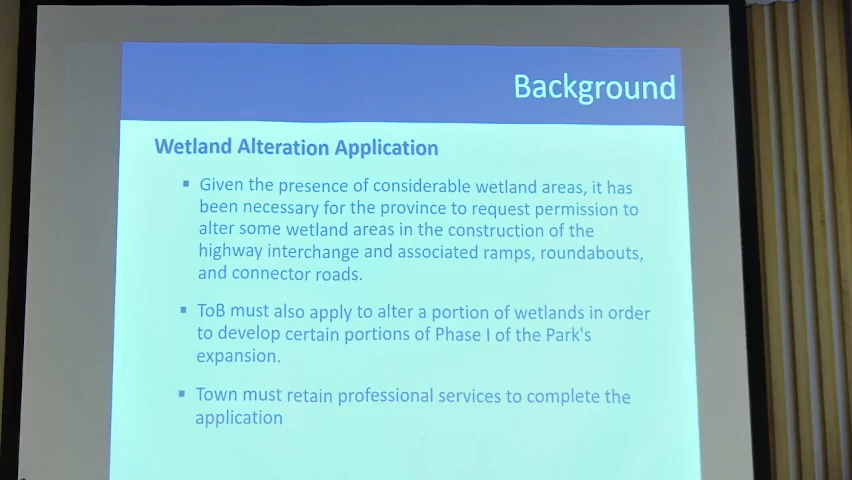 Background
Wetland Alteration Application
▪ Given the presence of considerable wetland areas, it has
been necessary for the province to request permission to
alter some wetland areas in the construction of the
highway interchange and associated ramps, roundabouts,
and connector roads.
▪ ToB must also apply to alter a portion of wetlands in order
to develop certain portions of Phase I of the Park's
expansion.
▪ Town must retain professional services to complete the
application